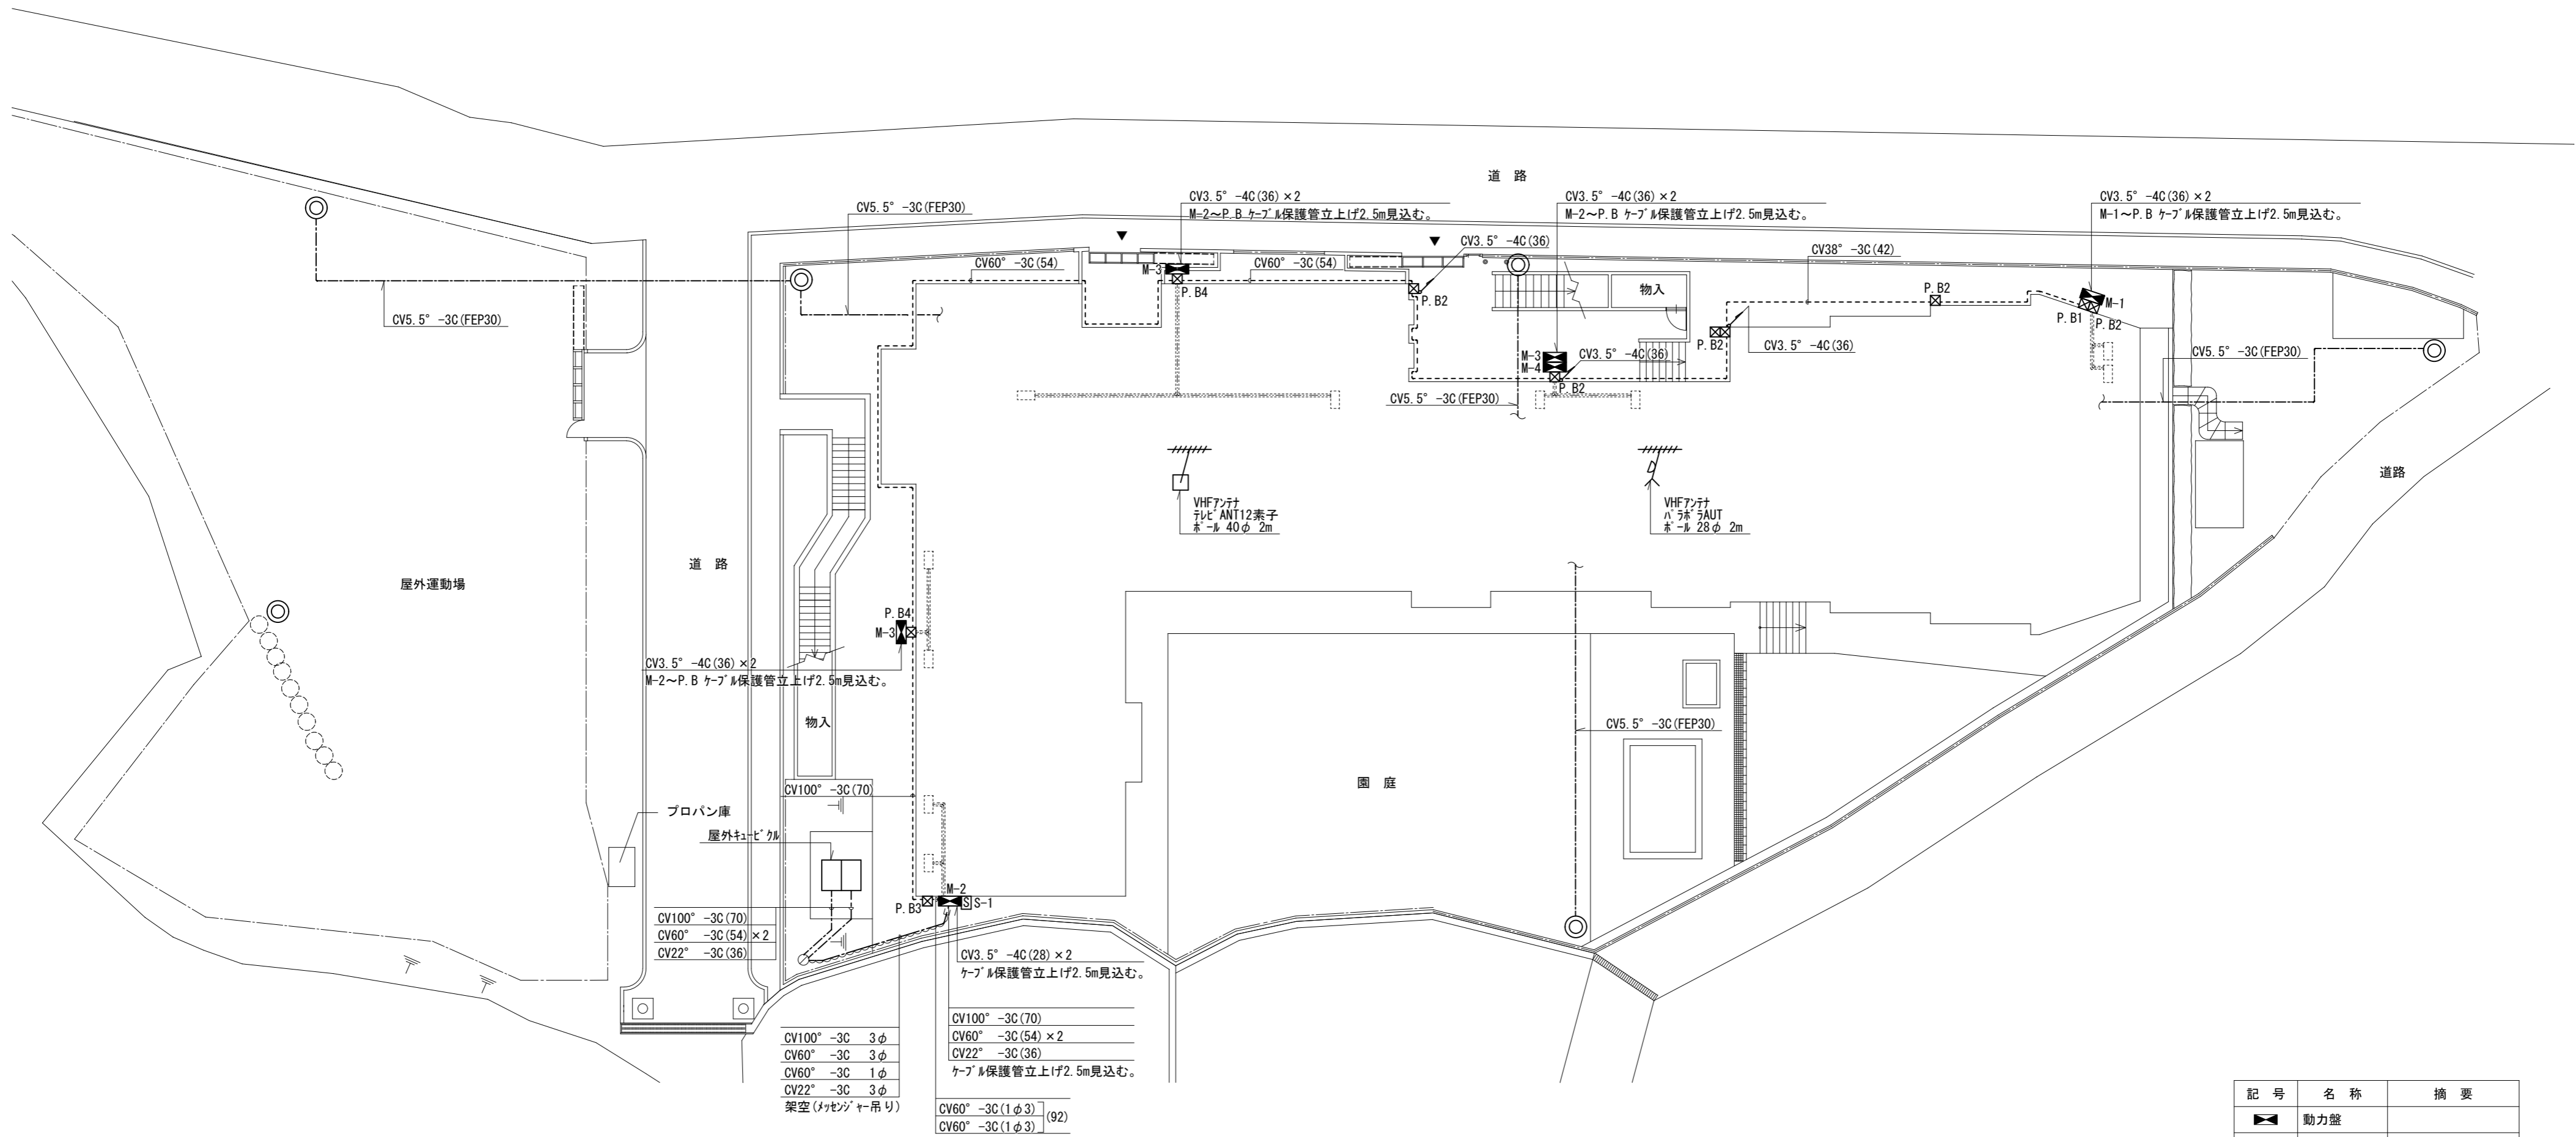 道　路
CV3.5°-4C(36)×2
M-2～P.B ｹｰﾌﾞﾙ保護管立上げ2.5m見込む。
CV3.5°-4C(36)×2
M-2～P.B ｹｰﾌﾞﾙ保護管立上げ2.5m見込む。
CV3.5°-4C(36)×2
M-1～P.B ｹｰﾌﾞﾙ保護管立上げ2.5m見込む。
CV5.5°-3C(FEP30)
CV3.5°-4C(36)
CV38°-3C(42)
CV60°-3C(54)
M-3
CV60°-3C(54)
P.B4
P.B2
物入
P.B2
M-1
P.B1
P.B2
CV5.5°-3C(FEP30)
P.B2
CV3.5°-4C(36)
M-3
M-4
CV3.5°-4C(36)
P.B2
CV5.5°-3C(FEP30)
CV5.5°-3C(FEP30)
道路
VHFｱﾝﾃﾅ
ﾃﾚﾋﾞANT12素子
ﾎﾟｰﾙ 40φ 2m
VHFｱﾝﾃﾅ
ﾊﾟﾗﾎﾞﾗAUT
ﾎﾟｰﾙ 28φ 2m
道　路
屋外運動場
P.B4
M-3
CV3.5°-4C(36)×2
M-2～P.B ｹｰﾌﾞﾙ保護管立上げ2.5m見込む。
物入
CV5.5°-3C(FEP30)
園　庭
CV100°-3C(70)
プロパン庫
屋外ｷｭｰﾋﾞｸﾙ
M-2
P.B3
S
S-1
CV100°-3C(70)
CV60°-3C(54)×2
CV22°-3C(36)
CV3.5°-4C(28)×2
ｹｰﾌﾞﾙ保護管立上げ2.5m見込む。
CV100°-3C(70)
CV60°-3C(54)×2
CV22°-3C(36)
ｹｰﾌﾞﾙ保護管立上げ2.5m見込む。
CV100°-3C 3φ
CV60°-3C 3φ
CV60°-3C 1φ
CV22°-3C 3φ
架空(ﾒｯｾﾝｼﾞｬｰ吊り)
CV60°-3C(1φ3)
CV60°-3C(1φ3)
(92)
記　号　名　称　摘　要
動力盤